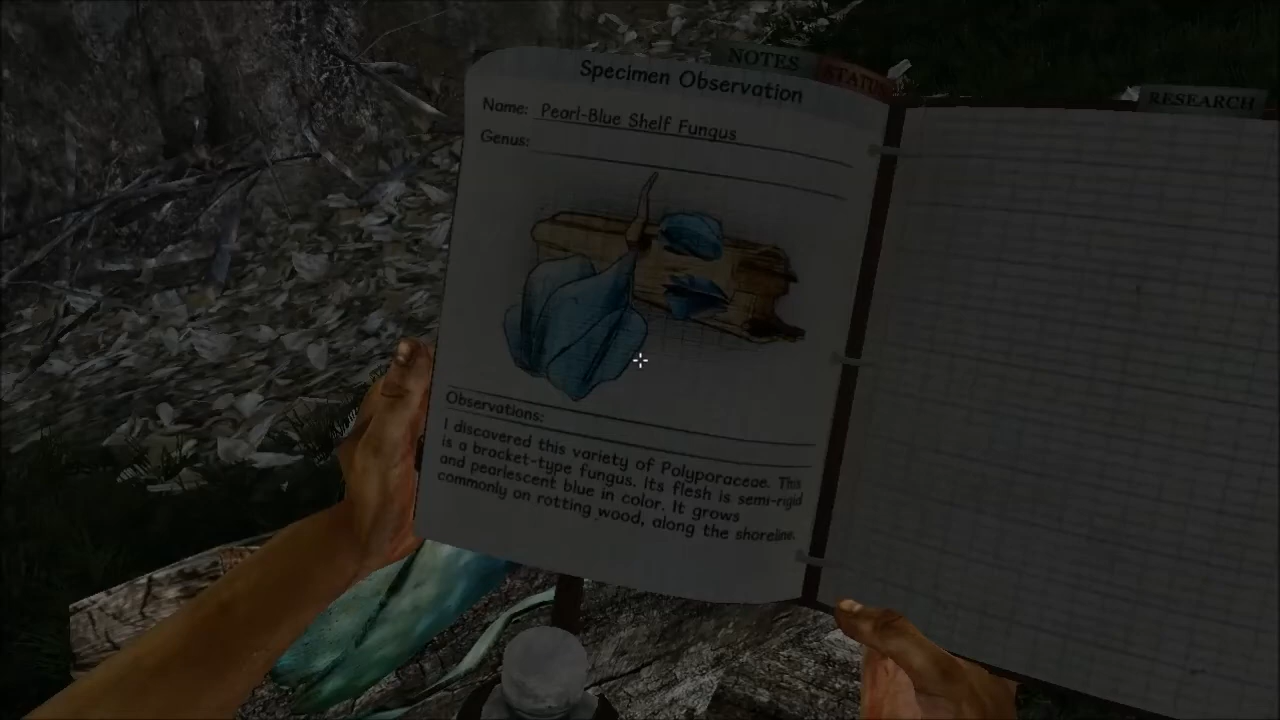 NOTES
STATUS
RESEARCH
Specimen Observation
Name: Pearl-Blue Shelf Fungus
Genus:
Observations:
I discovered this variety of Polyporaceae. This
is a bracket-type fungus. Its flesh is semi-rigid
and pearlescent blue in color. It grows
commonly on rotting wood, along the shoreline.